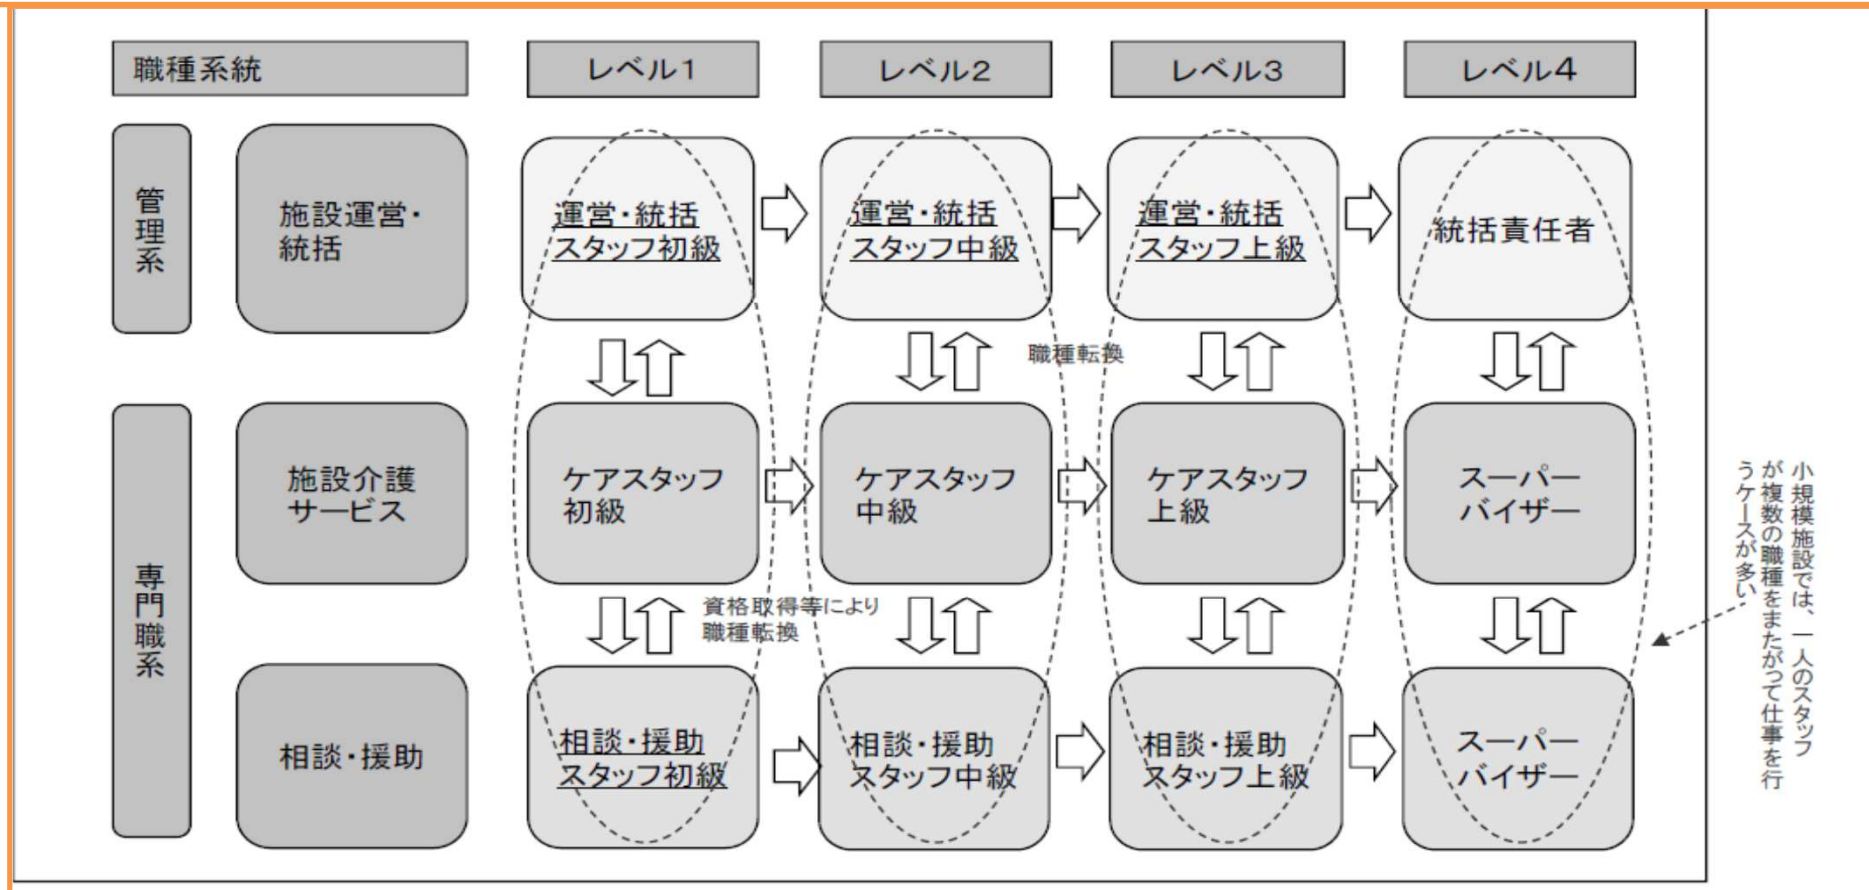 職種系統
レベル1
レベル2
レベル3
レベル4
管理系
施設運営・
統括
運営・統括
スタッフ初級
運営・統括
スタッフ中級
運営・統括
スタッフ上級
統括責任者
職種転換
専門職系
施設介護
サービス
ケアスタッフ
初級
ケアスタッフ
中級
ケアスタッフ
上級
スーパー
バイザー
資格取得等により
職種転換
相談・援助
相談・援助
スタッフ初級
相談・援助
スタッフ中級
相談・援助
スタッフ上級
スーパー
バイザー
小規模施設では、一人のスタッフ
が複数の職種をまたがって仕事を行
うケースが多い